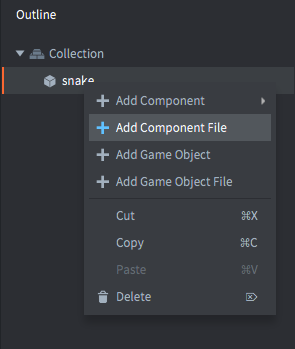 Outline
Collection
snake
Add Component
Add Component File
Add Game Object
Add Game Object File
Cut ⌘X
Copy ⌘C
Paste ⌘V
Delete ⌦